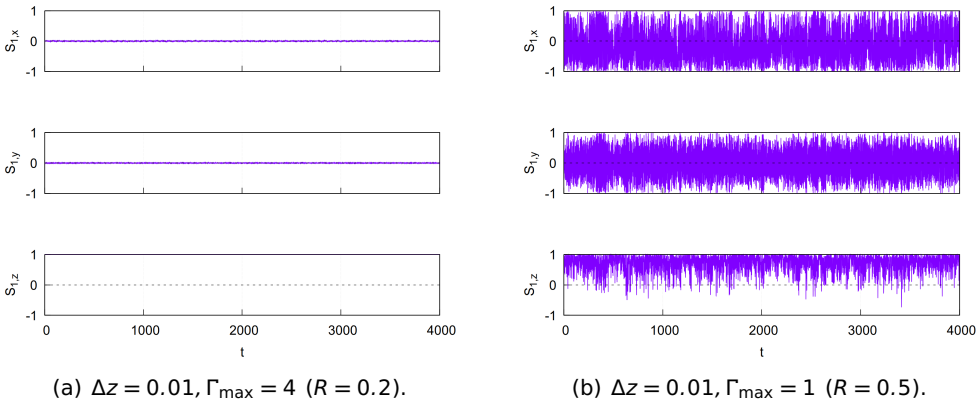 S1,x
1
0
-1
S1,y
1
0
-1
S1,z
1
0
-1
0 1000 2000 3000 4000
t
(a) Δz = 0.01, Γmax = 4 (R = 0.2).
S1,x
1
0
-1
S1,y
1
0
-1
S1,z
1
0
-1
0 1000 2000 3000 4000
t
(b) Δz = 0.01, Γmax = 1 (R = 0.5).